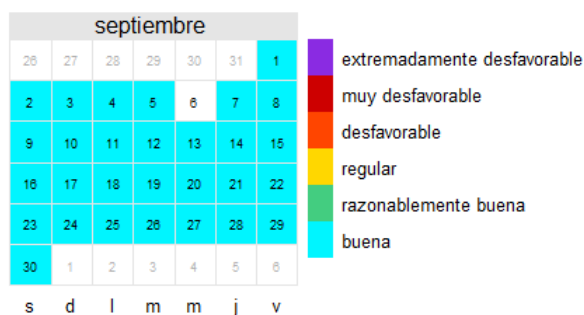 septiembre
26 27 28 29 30 31 1
2 3 4 5 6 7 8
9 10 11 12 13 14 15
16 17 18 19 20 21 22
23 24 25 26 27 28 29
30 1 2 3 4 5 6
s d l m m j v
extremadamente desfavorable
muy desfavorable
desfavorable
regular
razonablemente buena
buena